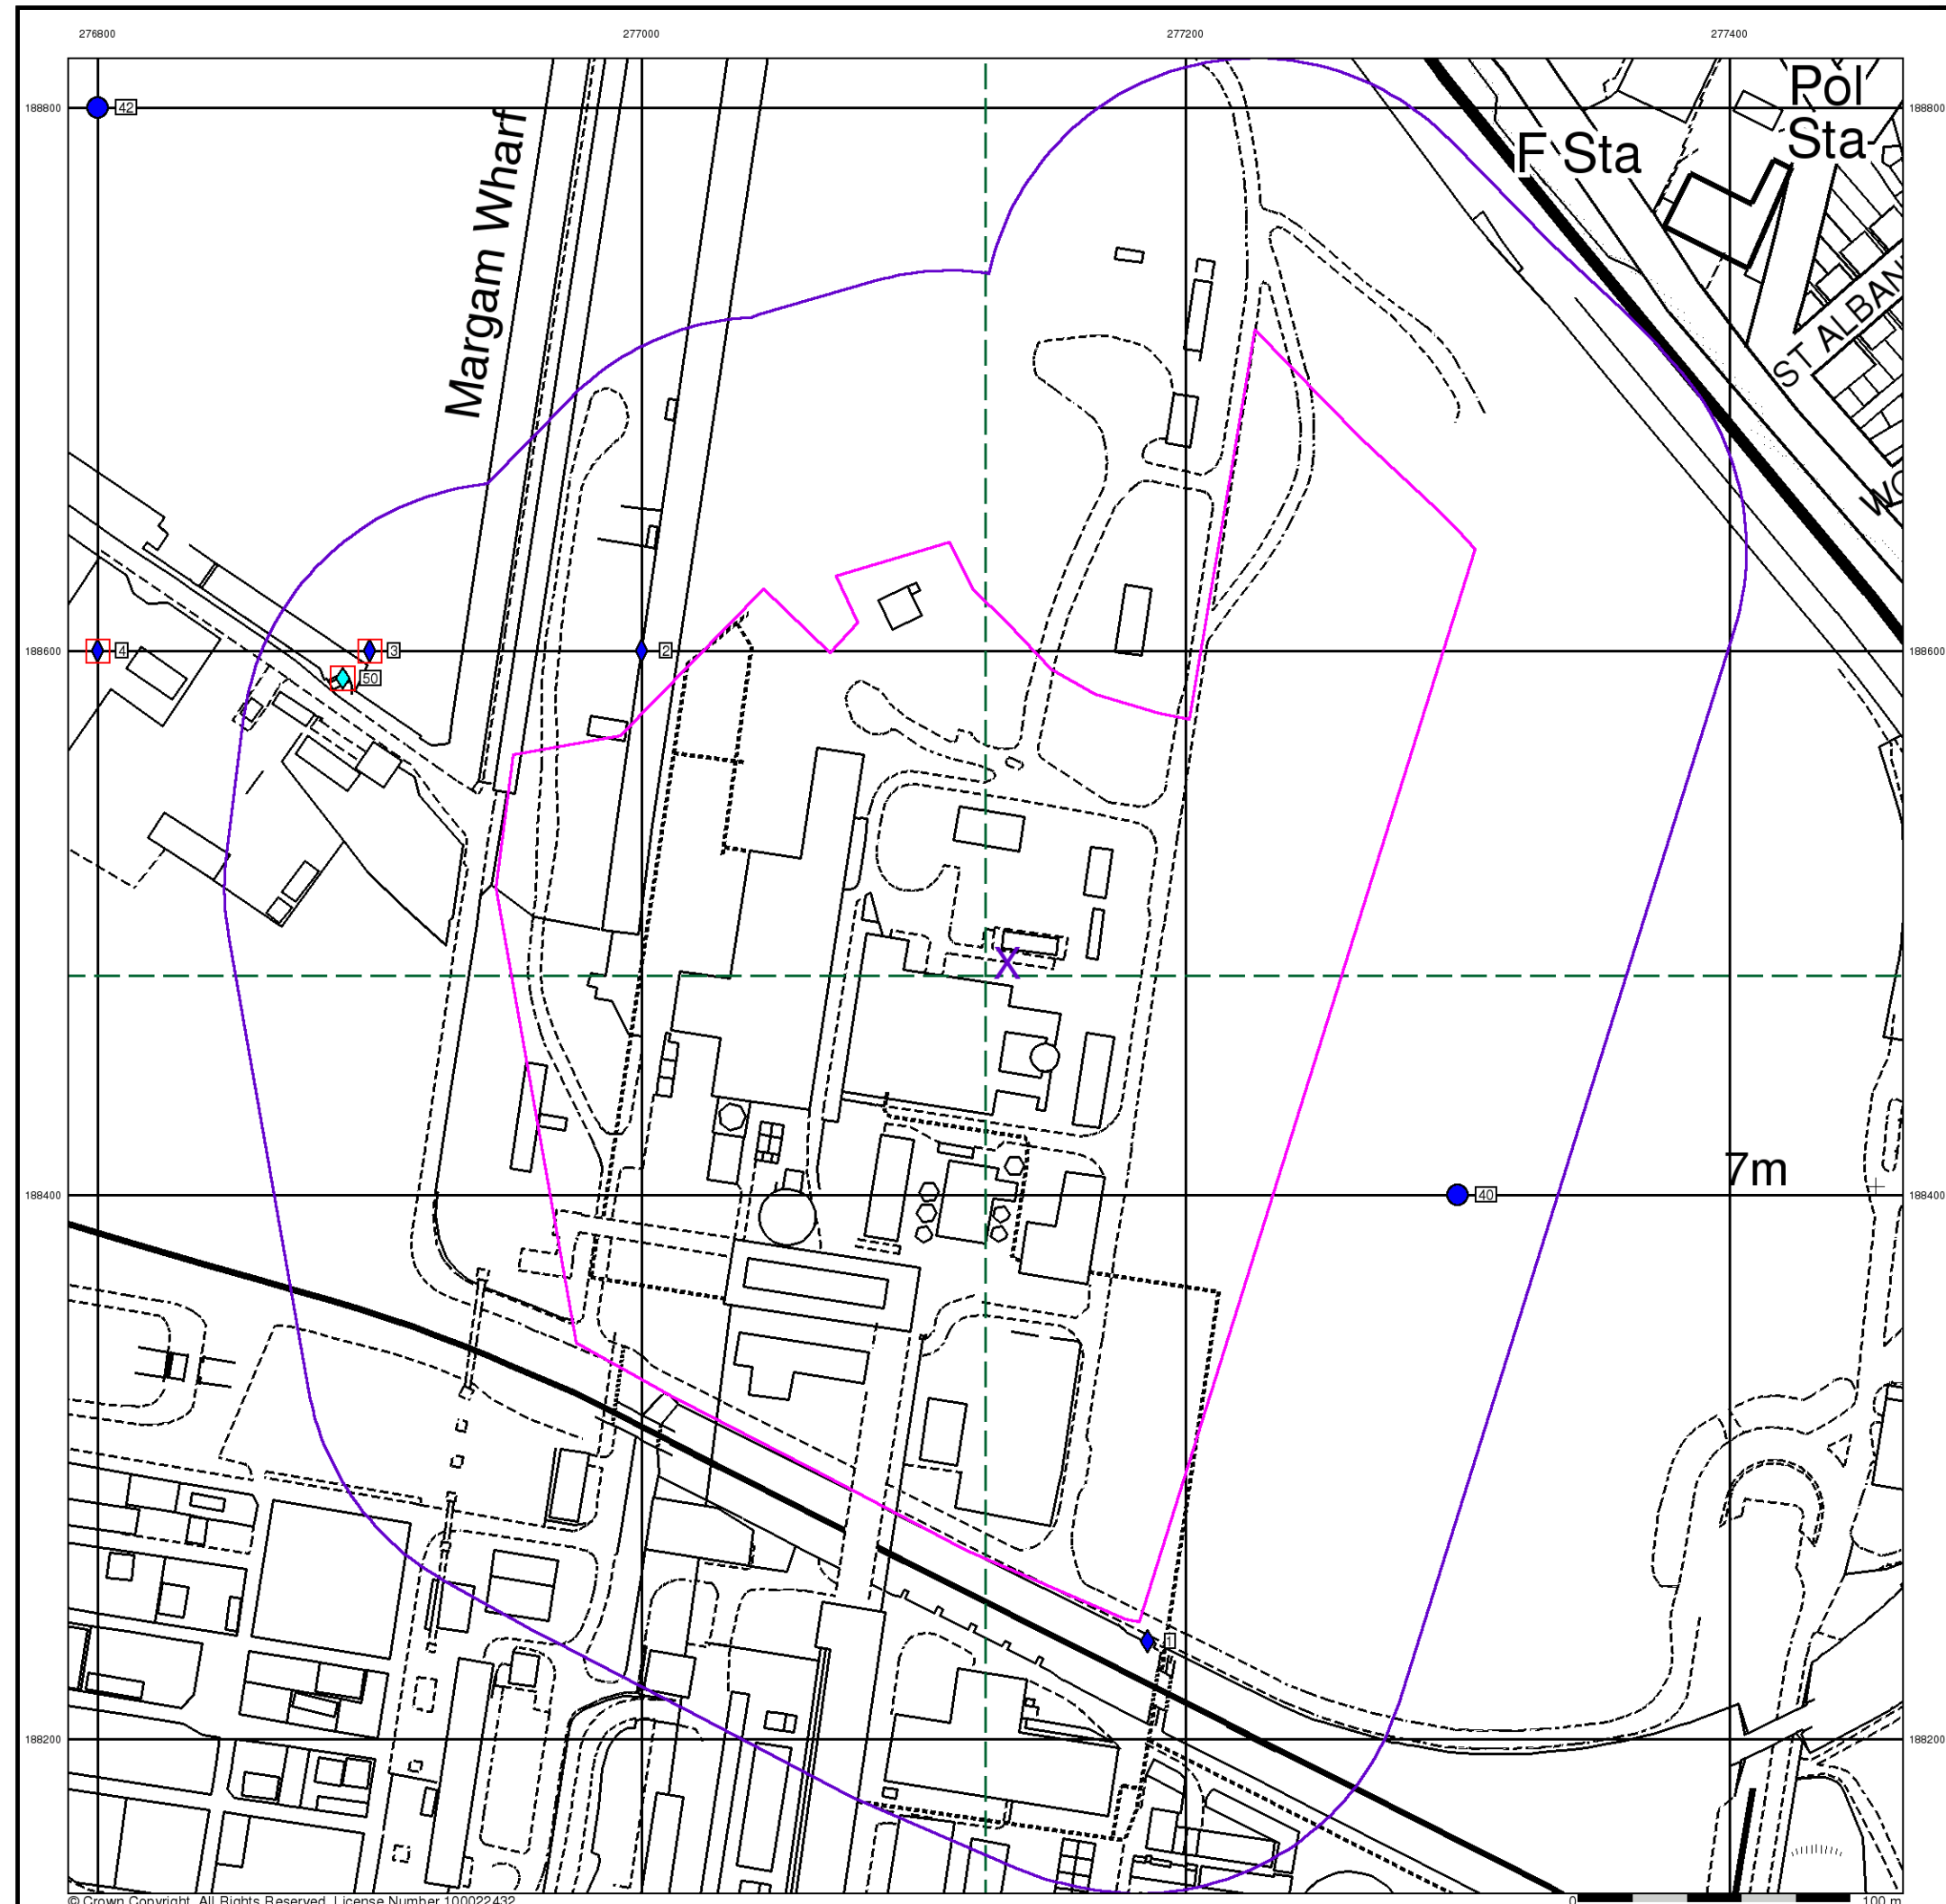 276800 277000 277200 277400
188800 42 188800
Pol
Sta
F Sta
Margam Wharf
ST ALBAN
WO
188600 4 3 2 188600
50
X
7m
188400 40 188400
1
188200 188200
© Crown Copyright. All Rights Reserved. License Number 100022432
0 100 m